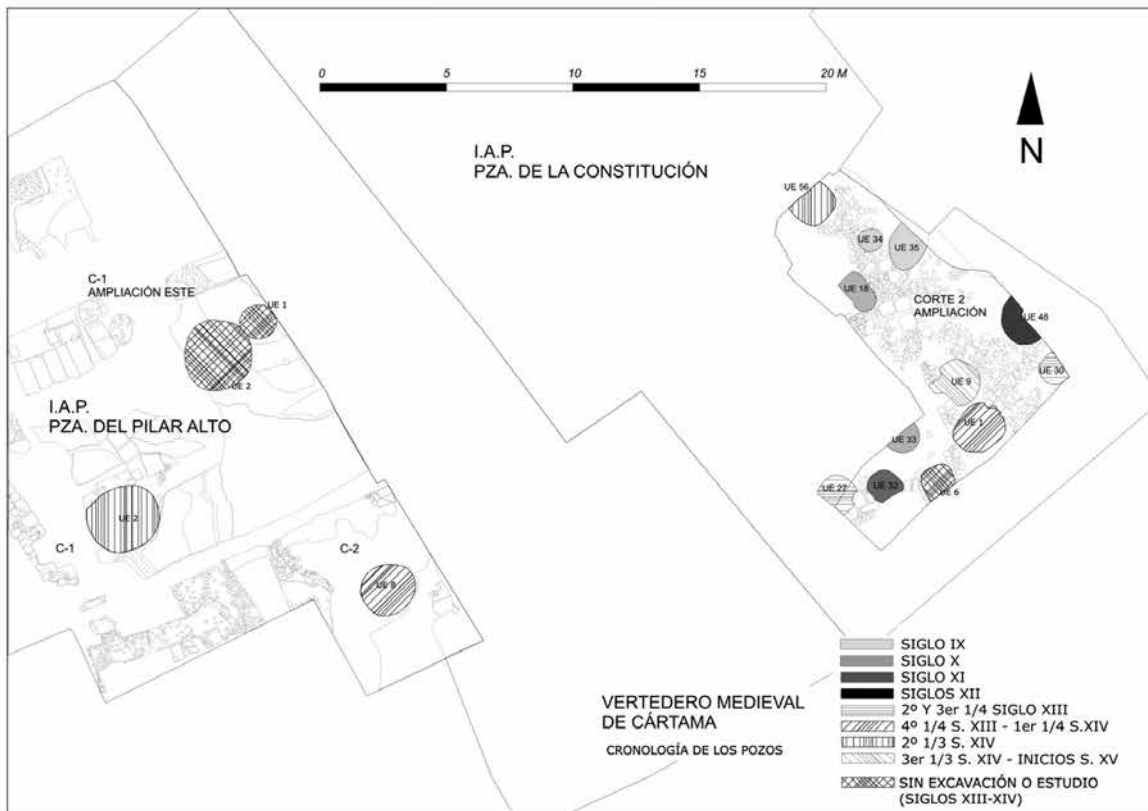 0 5 10 15 20 M
N
I.A.P.
PZA. DE LA CONSTITUCIÓN
UE 56
UE 34
UE 35
UE 18
CORTE 2
AMPLIACIÓN
UE 48
UE 30
UE 9
UE 1
UE 33
UE 32
UE 27
UE 6
C-1
AMPLIACIÓN ESTE
UE 1
UE 2
I.A.P.
PZA. DEL PILAR ALTO
UE 2
C-1
C-2
UE 8
VERTEDERO MEDIEVAL
DE CÁRTAMA
CRONOLOGÍA DE LOS POZOS
SIGLO IX
SIGLO X
SIGLO XI
SIGLOS XII
2º Y 3er 1/4 SIGLO XIII
4º 1/4 S. XIII - 1er 1/4 S.XIV
2º 1/3 S. XIV
3er 1/3 S. XIV - INICIOS S. XV
SIN EXCAVACIÓN O ESTUDIO
(SIGLOS XIII-XIV)